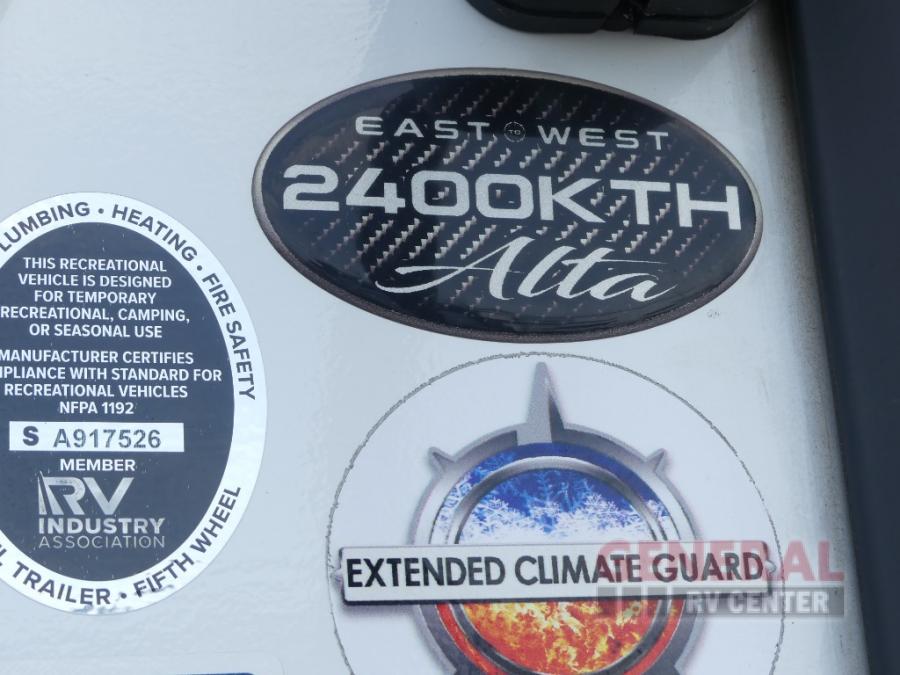 EAST TO WEST
2400KTH
Alta
LUMBING • HEATING • FIRE SAFETY
THIS RECREATIONAL
VEHICLE IS DESIGNED
FOR TEMPORARY
RECREATIONAL, CAMPING,
OR SEASONAL USE
MANUFACTURER CERTIFIES
MPLIANCE WITH STANDARD FOR
RECREATIONAL VEHICLES
NFPA 1192
S A917526
MEMBER
RV
INDUSTRY
ASSOCIATION
L TRAILER • FIFTH WHEEL
EXTENDED CLIMATE GUARD
GENERAL
RV CENTER